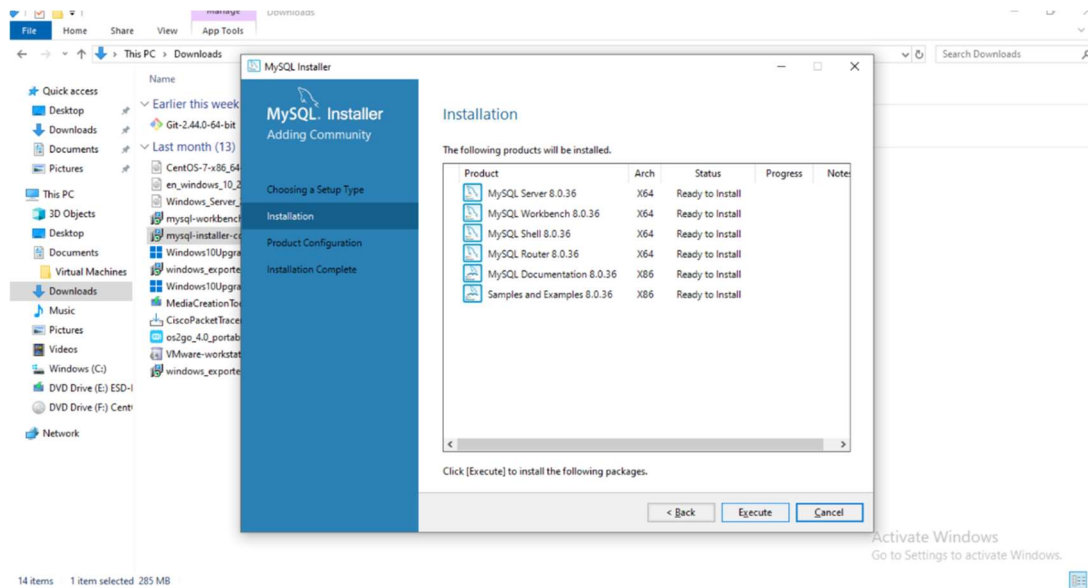 Manage
Downloads
File Home Share View App Tools
This PC > Downloads
Search Downloads
Quick access
Desktop
Downloads
Documents
Pictures
This PC
3D Objects
Desktop
Documents
Virtual Machines
Downloads
Music
Pictures
Videos
Windows (C:)
DVD Drive (E:) ESD-I
DVD Drive (F:) Cent
Network
Name
Earlier this week
Git-2.44.0-64-bit
Last month (13)
CentOS-7-x86_64
en_windows_10_2
Windows_Server_
mysql-workbench
mysql-installer-co
Windows10Upgra
windows_exporte
Windows10Upgra
MediaCreationToo
CiscoPacketTracer
os2go_4.0_portab
VMware-workstat
windows_exporte
MySQL Installer
MySQL. Installer
Adding Community
Choosing a Setup Type
Installation
Product Configuration
Installation Complete
Installation
The following products will be installed.
Product Arch Status Progress Notes
MySQL Server 8.0.36 X64 Ready to Install
MySQL Workbench 8.0.36 X64 Ready to Install
MySQL Shell 8.0.36 X64 Ready to Install
MySQL Router 8.0.36 X64 Ready to Install
MySQL Documentation 8.0.36 X86 Ready to Install
Samples and Examples 8.0.36 X86 Ready to Install
Click [Execute] to install the following packages.
< Back Execute Cancel
Activate Windows
Go to Settings to activate Windows.
14 items 1 item selected 285 MB